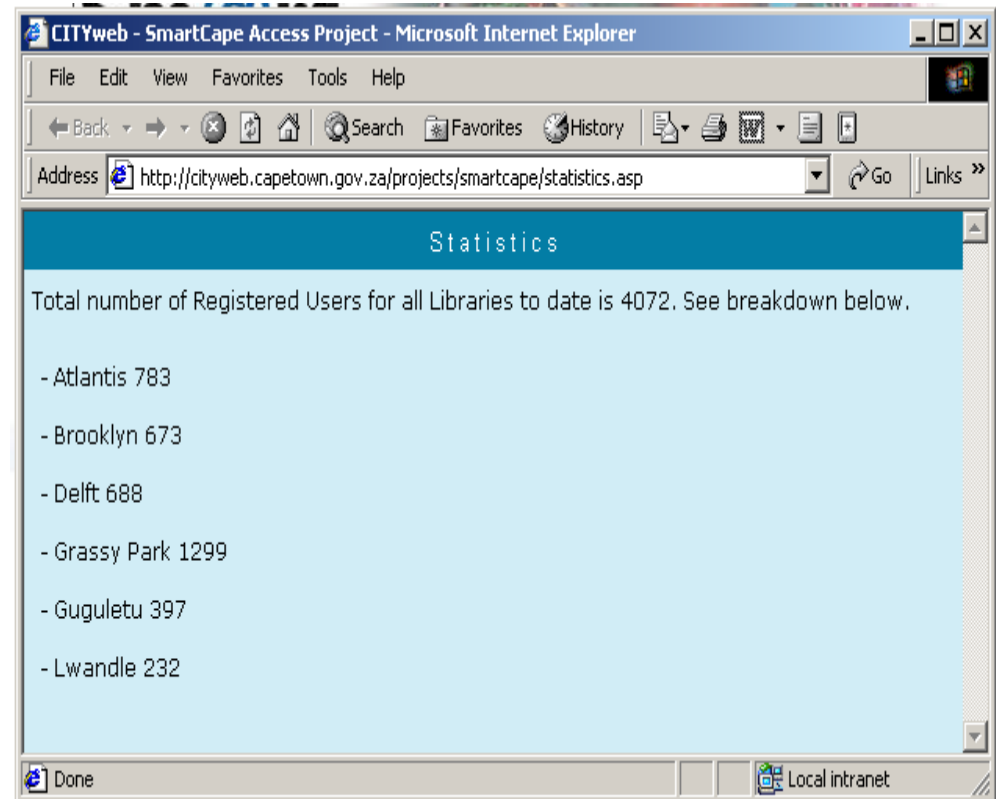 CITYweb - SmartCape Access Project - Microsoft Internet Explorer
File Edit View Favorites Tools Help
Back Search Favorites History
Address http://cityweb.capetown.gov.za/projects/smartcape/statistics.asp Go Links »
Statistics
Total number of Registered Users for all Libraries to date is 4072. See breakdown below.
- Atlantis 783
- Brooklyn 673
- Delft 688
- Grassy Park 1299
- Guguletu 397
- Lwandle 232
Done Local intranet